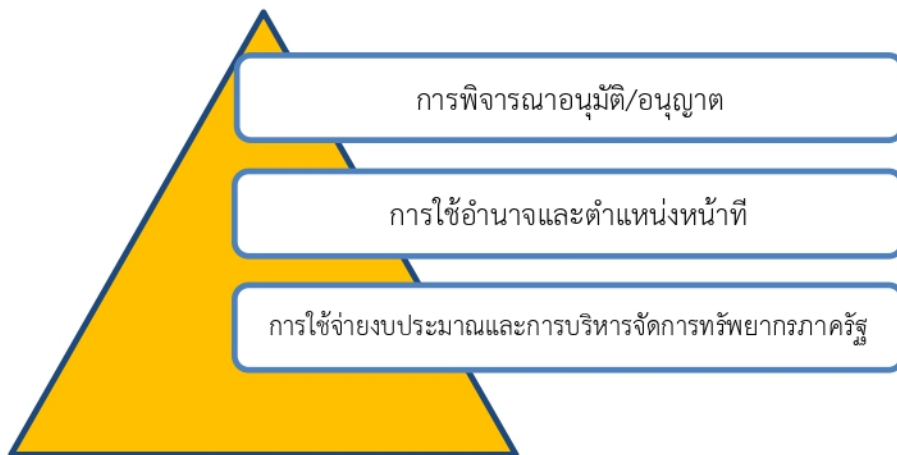 การพิจารณาอนุมัติ/อนุญาต
การใช้อำนาจและตำแหน่งหน้าที
การใช้จ่ายงบประมาณและการบริหารจัดการทรัพยากรภาครัฐ